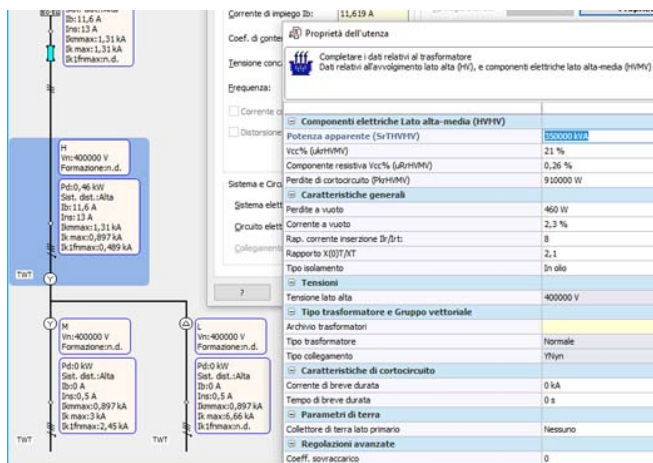 Sist. dist.:Alta
Ib:11,6 A
Ins:13 A
Ikmmax:1,31 kA
Ik max:1,31 kA
Ik1fnmax:n.d.
H
Vn:400000 V
Formazione:n.d.
Pd:0,46 kW
Sist. dist.:Alta
Ib:11,6 A
Ins:13 A
Ikmmax:1,31 kA
Ik max:0,897 kA
Ik1fnmax:0,489 kA
TWT
Y
Y
M
Vn:400000 V
Formazione:n.d.
Pd:0 kW
Sist. dist.:Alta
Ib:0 A
Ins:0,5 A
Ikmmax:0,897 kA
Ik max:3 kA
Ik1fnmax:2,45 kA
TWT
L
Vn:400000 V
Formazione:n.d.
Pd:0 kW
Sist. dist.:Alta
Ib:0 A
Ins:0,5 A
Ikmmax:0,897 kA
Ik max:6,66 kA
Ik1fnmax:n.d.
TWT
Corrente di impiego Ib:
11,619 A
Coef. di conte
Tensione conc
Frequenza:
Corrente c
Distorsione
Sistema e Circu
Sistema elett
Circuito elett
Collegament
?
Proprietà dell'utenza
Completare i dati relativi al trasformatore
Dati relativi all'avvolgimento lato alta (HV), e componenti elettriche lato alta-media (HVMV)
Componenti elettriche Lato alta-media (HVMV)
Potenza apparente (SrTHVMV) 350000 kVA
Vcc% (ukrHVMV) 21 %
Componente resistiva Vcc% (uRrHVMV) 0,26 %
Perdite di cortocircuito (PkrHVMV) 910000 W
Caratteristiche generali
Perdite a vuoto 460 W
Corrente a vuoto 2,3 %
Rap. corrente inserzione Ir/Irt: 8
Rapporto X(0)T/XT 2,1
Tipo isolamento In olio
Tensioni
Tensione lato alta 400000 V
Tipo trasformatore e Gruppo vettoriale
Archivio trasformatori
Tipo trasformatore Normale
Tipo collegamento YNyn
Caratteristiche di cortocircuito
Corrente di breve durata 0 kA
Tempo di breve durata 0 s
Parametri di terra
Collettore di terra lato primario Nessuno
Regolazioni avanzate
Coeff. sovraccarico 0